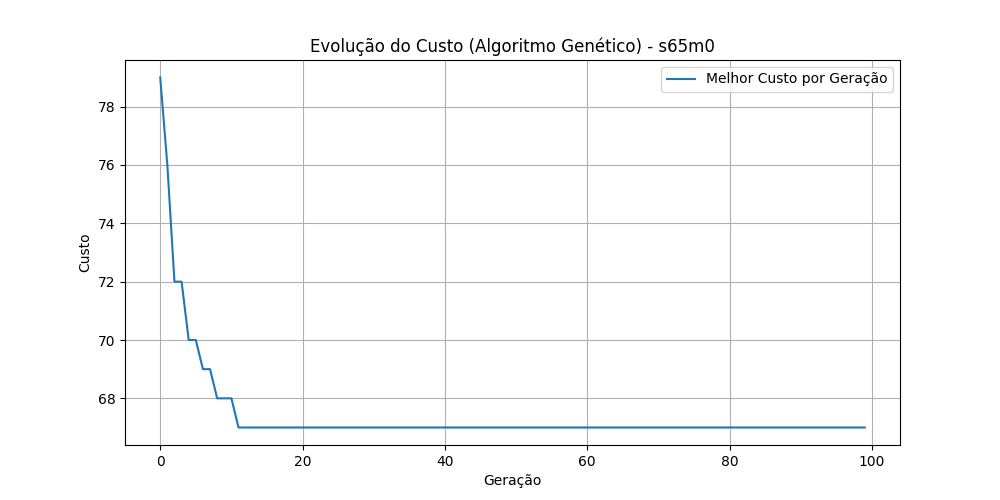 Evolução do Custo (Algoritmo Genético) - s65m0
Melhor Custo por Geração
78
76
74
72
70
68
Custo
0 20 40 60 80 100
Geração